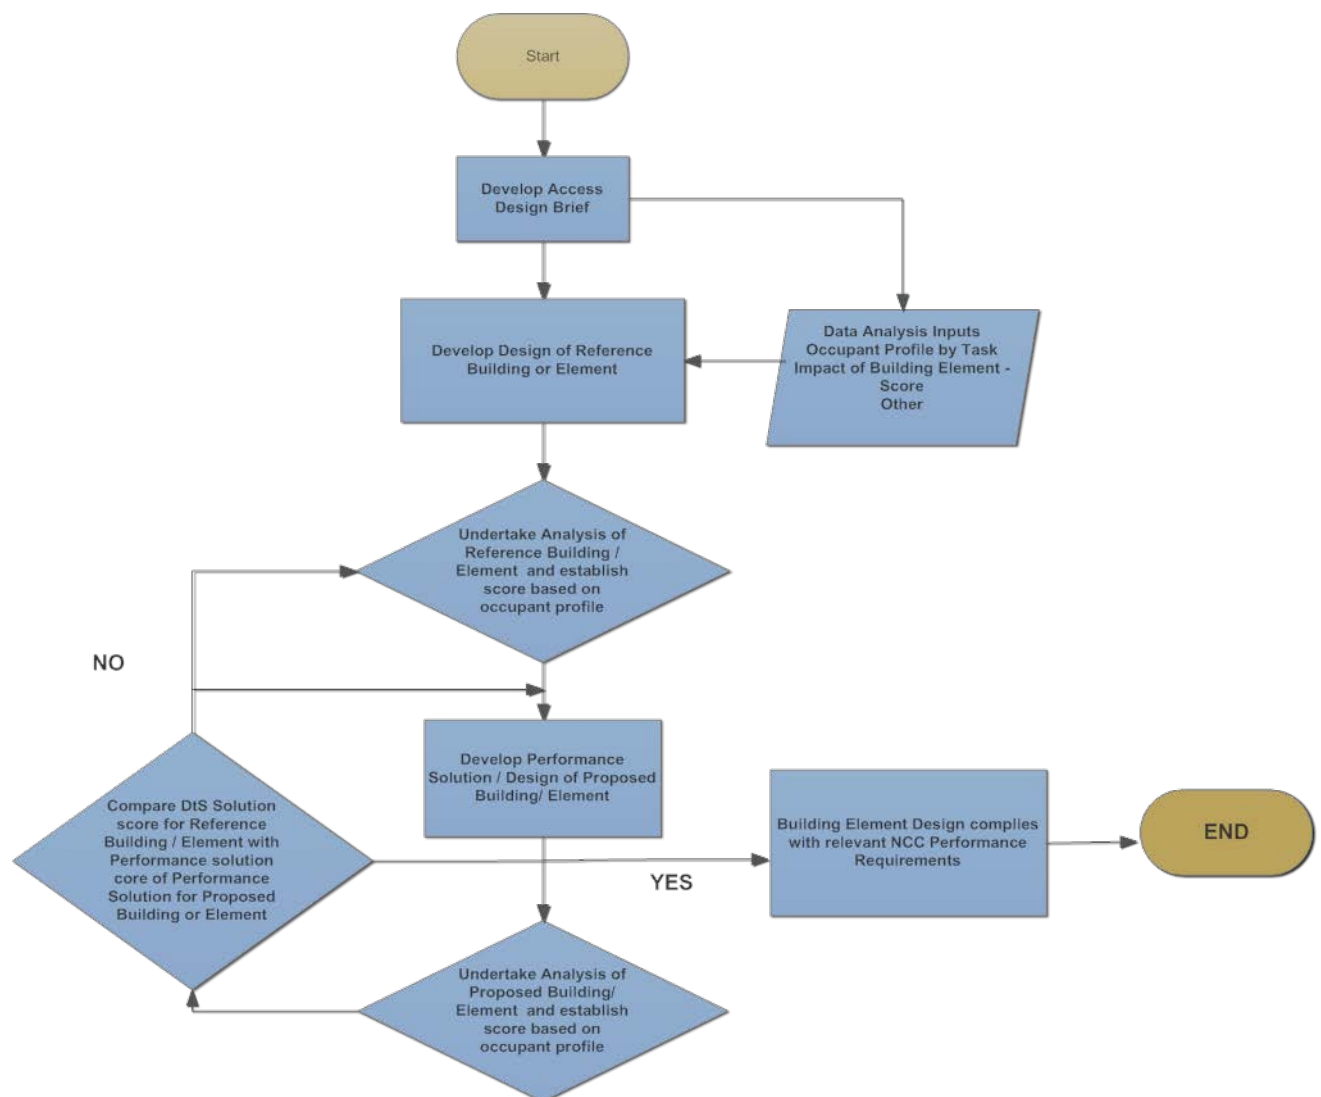 Start
Develop Access
Design Brief
Develop Design of Reference
Building or Element
Data Analysis Inputs
Occupant Profile by Task
Impact of Building Element -
Score
Other
Undertake Analysis of
Reference Building /
Element and establish
score based on
occupant profile
NO
Develop Performance
Solution / Design of Proposed
Building/ Element
Compare DtS Solution
score for Reference
Building / Element with
Performance solution
core of Performance
Solution for Proposed
Building or Element
YES
Building Element Design complies
with relevant NCC Performance
Requirements
END
Undertake Analysis of
Proposed Building/
Element and establish
score based on
occupant profile